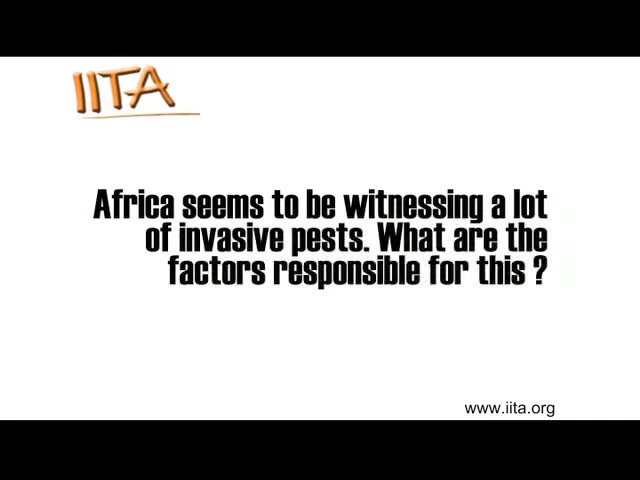 IITA
Africa seems to be witnessing a lot
of invasive pests. What are the
factors responsible for this ?
www.iita.org